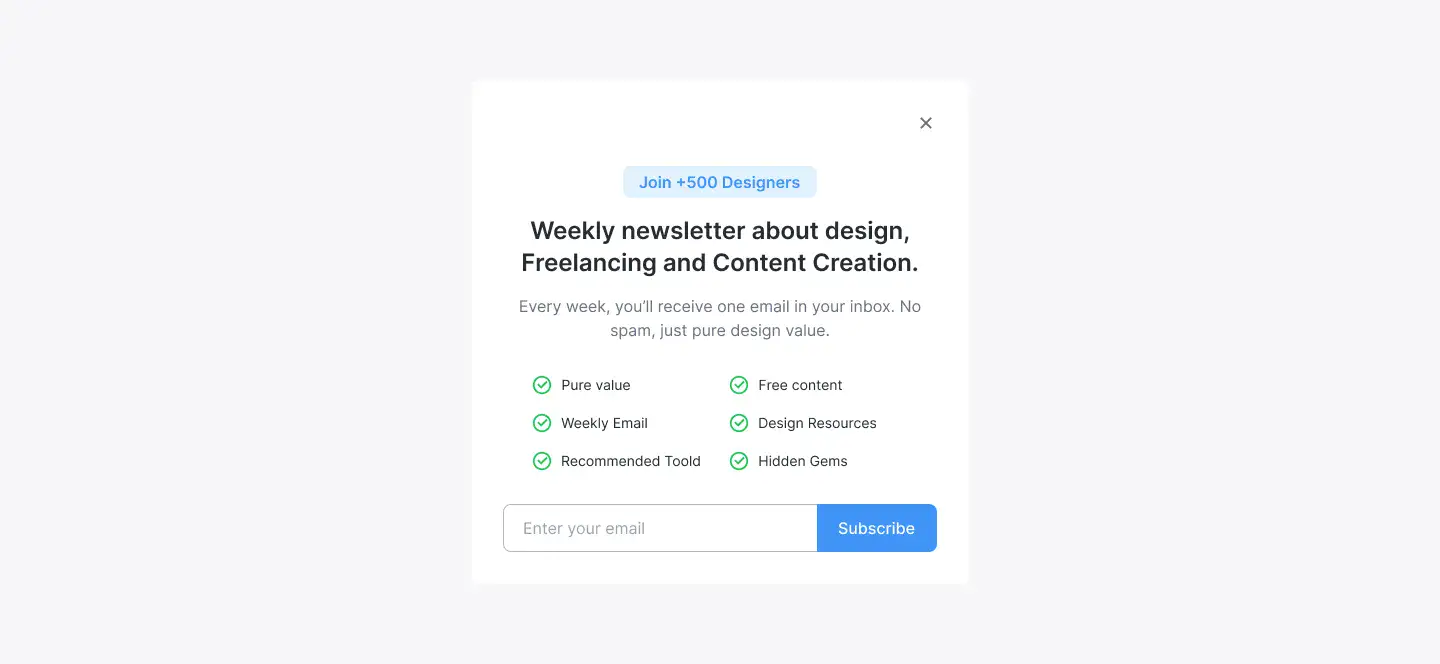 Join +500 Designers
Weekly newsletter about design,
Freelancing and Content Creation.
Every week, you’ll receive one email in your inbox. No
spam, just pure design value.
Pure value
Free content
Weekly Email
Design Resources
Recommended Toold
Hidden Gems
Enter your email
Subscribe